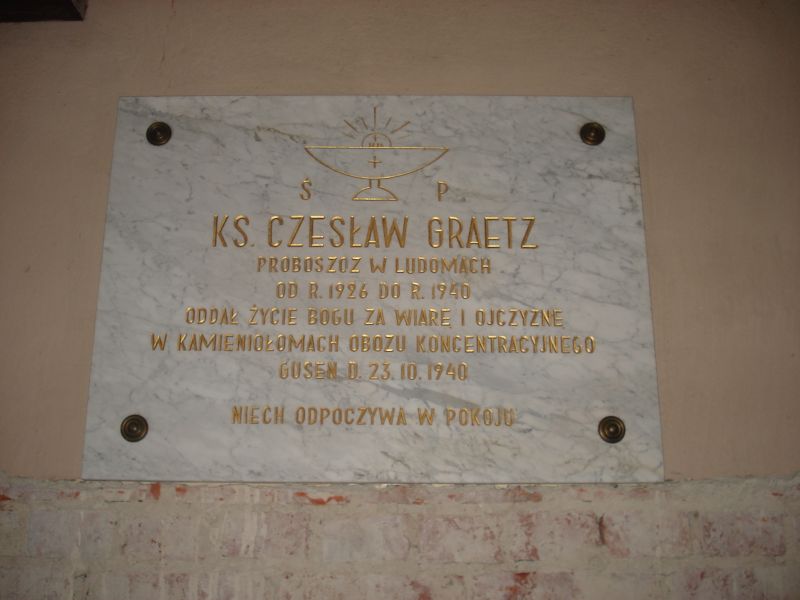 Ś P
KS. CZESŁAW GRAETZ
PROBOSZCZ W LUDOMACH
OD R. 1926 DO R. 1940
ODDAŁ ŻYCIE BOGU ZA WIARĘ I OJCZYZNĘ
W KAMIENIOŁOMACH OBOZU KONCENTRACYJNEGO
GUSEN D. 23.10.1940
NIECH ODPOCZYWA W POKOJU